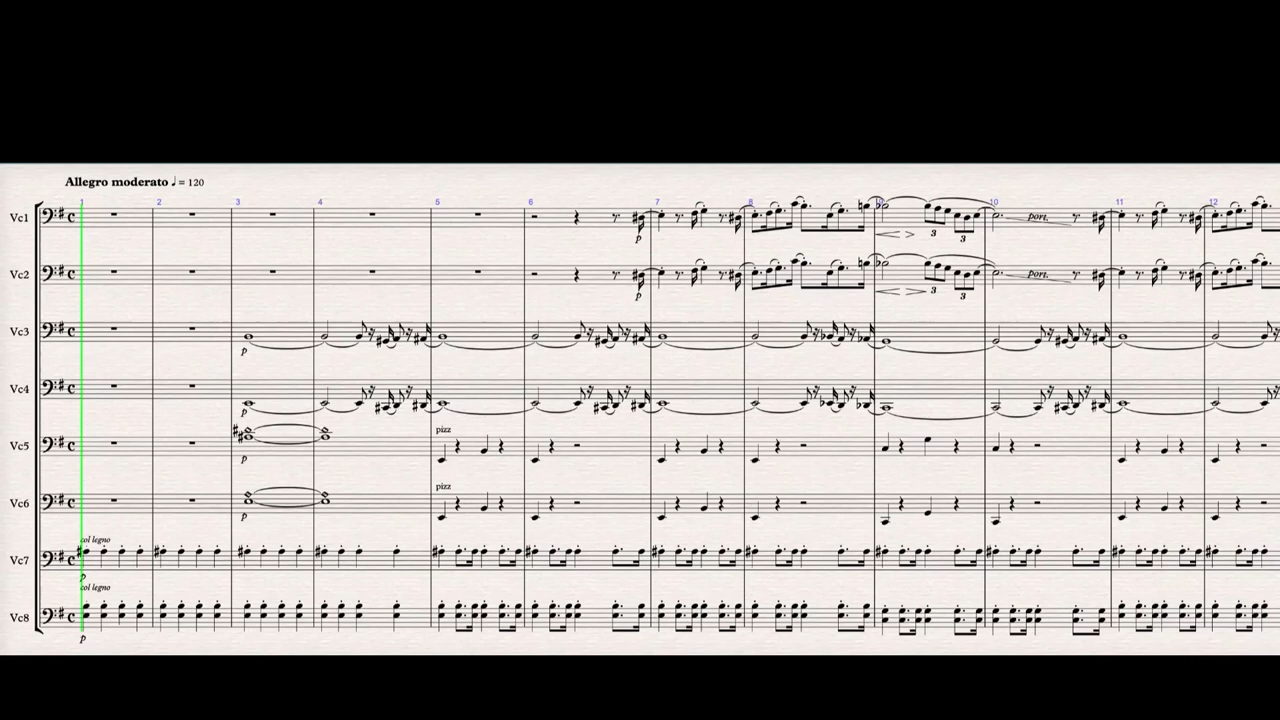 Allegro moderato ♩ = 120
1 2 3 4 5 6 7 8 9 10 11 12
Vc1
p
3
3
port.
Vc2
p
3
3
port.
Vc3
p
Vc4
p
Vc5
p
pizz
Vc6
p
pizz
col legno
Vc7
p
col legno
Vc8
p